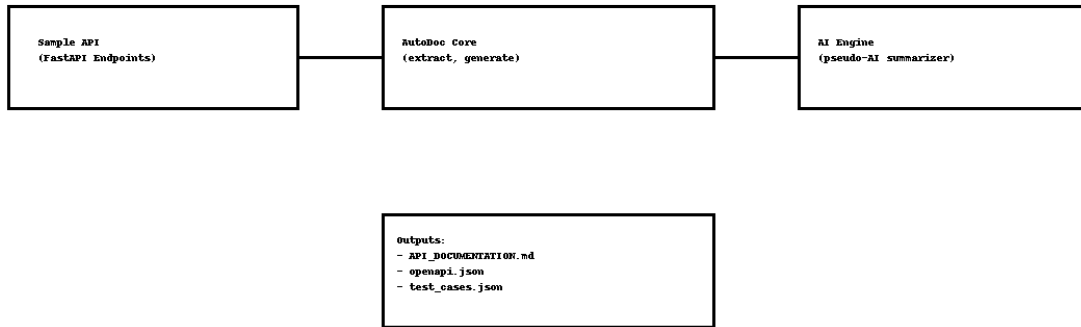 Sample API
(FastAPI Endpoints)
AutoDoc Core
(extract, generate)
AI Engine
(pseudo-AI summarizer)
Outputs:
- API_DOCUMENTATION.md
- openapi.json
- test_cases.json